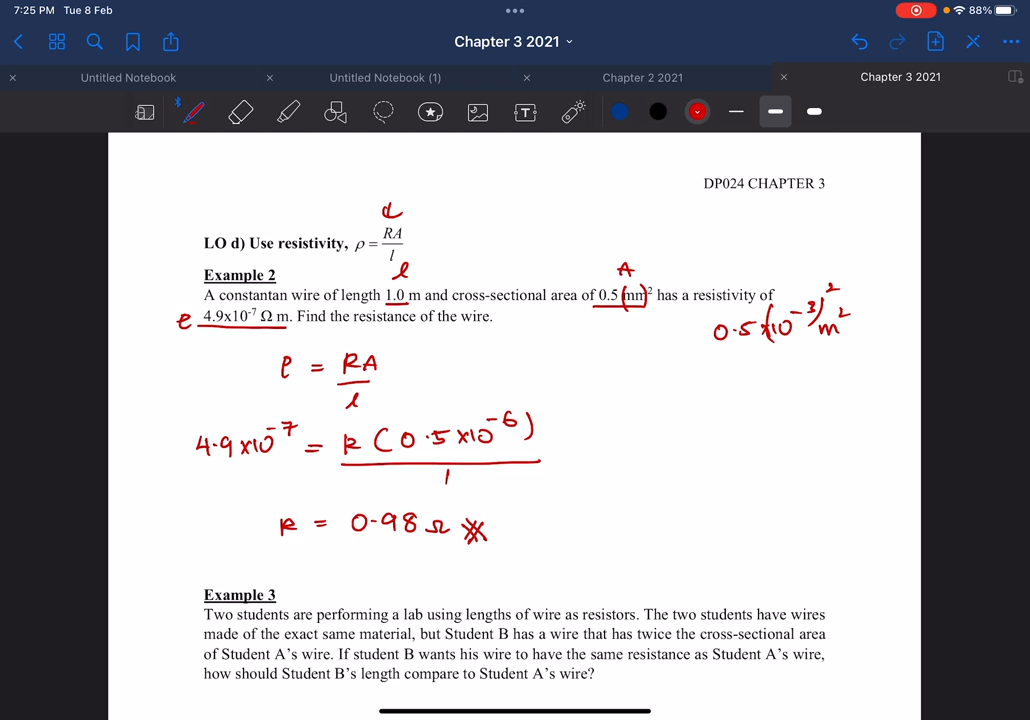 7:25 PM Tue 8 Feb
88%
Chapter 3 2021
Untitled Notebook
Untitled Notebook (1)
Chapter 2 2021
Chapter 3 2021
DP024 CHAPTER 3
LO d) Use resistivity, ρ = RA / l
l
Example 2
A
A constantan wire of length 1.0 m and cross-sectional area of 0.5 (mm)² has a resistivity of
4.9x10⁻⁷ Ω m. Find the resistance of the wire.
0.5 (x10⁻³)² m²
ρ = RA / l
4.9x10⁻⁷ = R (0.5 x10⁻⁶) / 1
R = 0.98 Ω
Example 3
Two students are performing a lab using lengths of wire as resistors. The two students have wires
made of the exact same material, but Student B has a wire that has twice the cross-sectional area
of Student A’s wire. If student B wants his wire to have the same resistance as Student A’s wire,
how should Student B’s length compare to Student A’s wire?